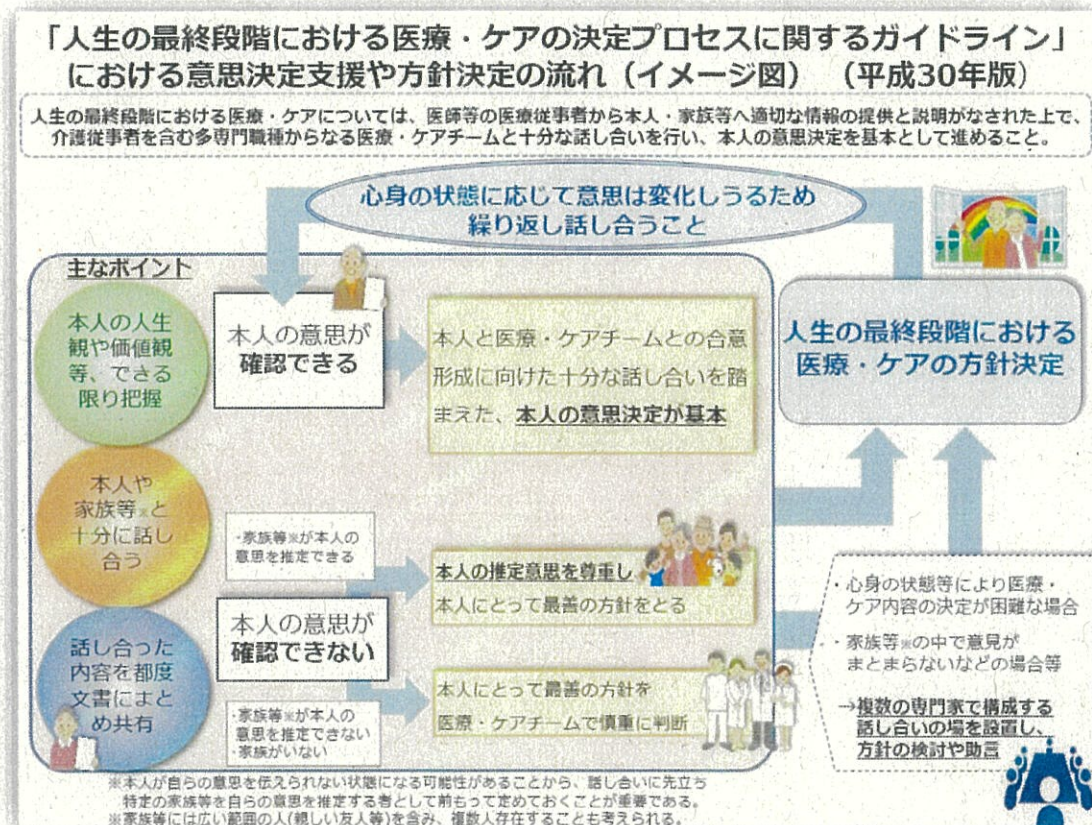 「人生の最終段階における医療・ケアの決定プロセスに関するガイドライン」
における意思決定支援や方針決定の流れ（イメージ図）（平成30年版）
人生の最終段階における医療・ケアについては、医師等の医療従事者から本人・家族等へ適切な情報の提供と説明がなされた上で、
介護従事者を含む多専門職種からなる医療・ケアチームと十分な話し合いを行い、本人の意思決定を基本として進めること。
心身の状態に応じて意思は変化しうるため
繰り返し話し合うこと
主なポイント
本人の人生
観や価値観
等、できる
限り把握
本人や
家族等※と
十分に話し
合う
話し合った
内容を都度
文書にまと
め共有
本人の意思が
確認できる
本人と医療・ケアチームとの合意
形成に向けた十分な話し合いを踏
まえた、本人の意思決定が基本
人生の最終段階における
医療・ケアの方針決定
・家族等※が本人の
意思を推定できる
本人の意思が
確認できない
・家族等※が本人の
意思を推定できない
・家族がいない
本人の推定意思を尊重し
本人にとって最善の方針をとる
本人にとって最善の方針を
医療・ケアチームで慎重に判断
・心身の状態等により医療・
ケア内容の決定が困難な場合
・家族等※の中で意見が
まとまらないなどの場合等
→複数の専門家で構成する
話し合いの場を設置し、
方針の検討や助言
※本人が自らの意思を伝えられない状態になる可能性があることから、話し合いに先立ち
特定の家族等を自らの意思を推定する者として前もって定めておくことが重要である。
※家族等には広い範囲の人(親しい友人等)を含み、複数人存在することも考えられる。